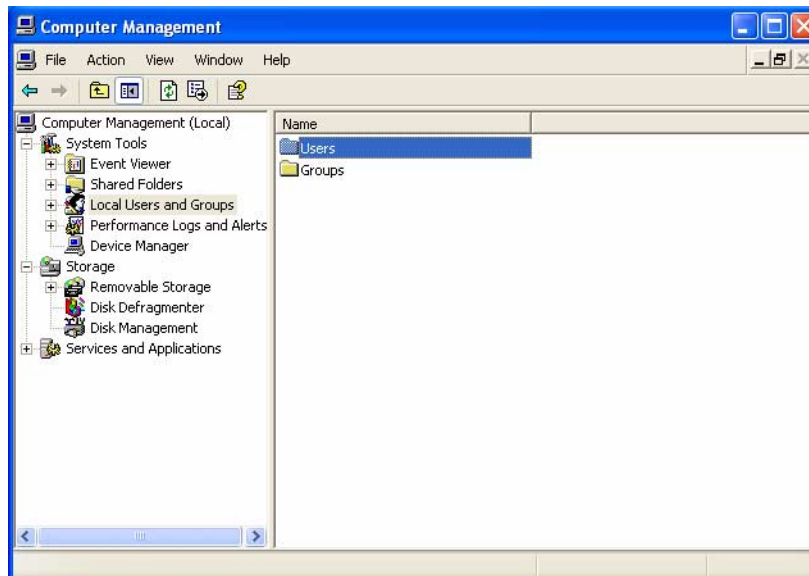 Computer Management
File Action View Window Help
Computer Management (Local)
System Tools
Event Viewer
Shared Folders
Local Users and Groups
Performance Logs and Alerts
Device Manager
Storage
Removable Storage
Disk Defragmenter
Disk Management
Services and Applications
Name
Users
Groups